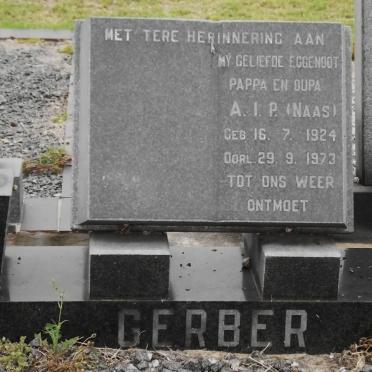 MET TERE HERINNERING AAN
MY GELIEFDE EGGENOOT
PAPPA EN OUPA
A. I. P. (NAAS)
GEB 16. 7. 1924
OORL. 29. 9. 1973
TOT ONS WEER
ONTMOET
GERBER